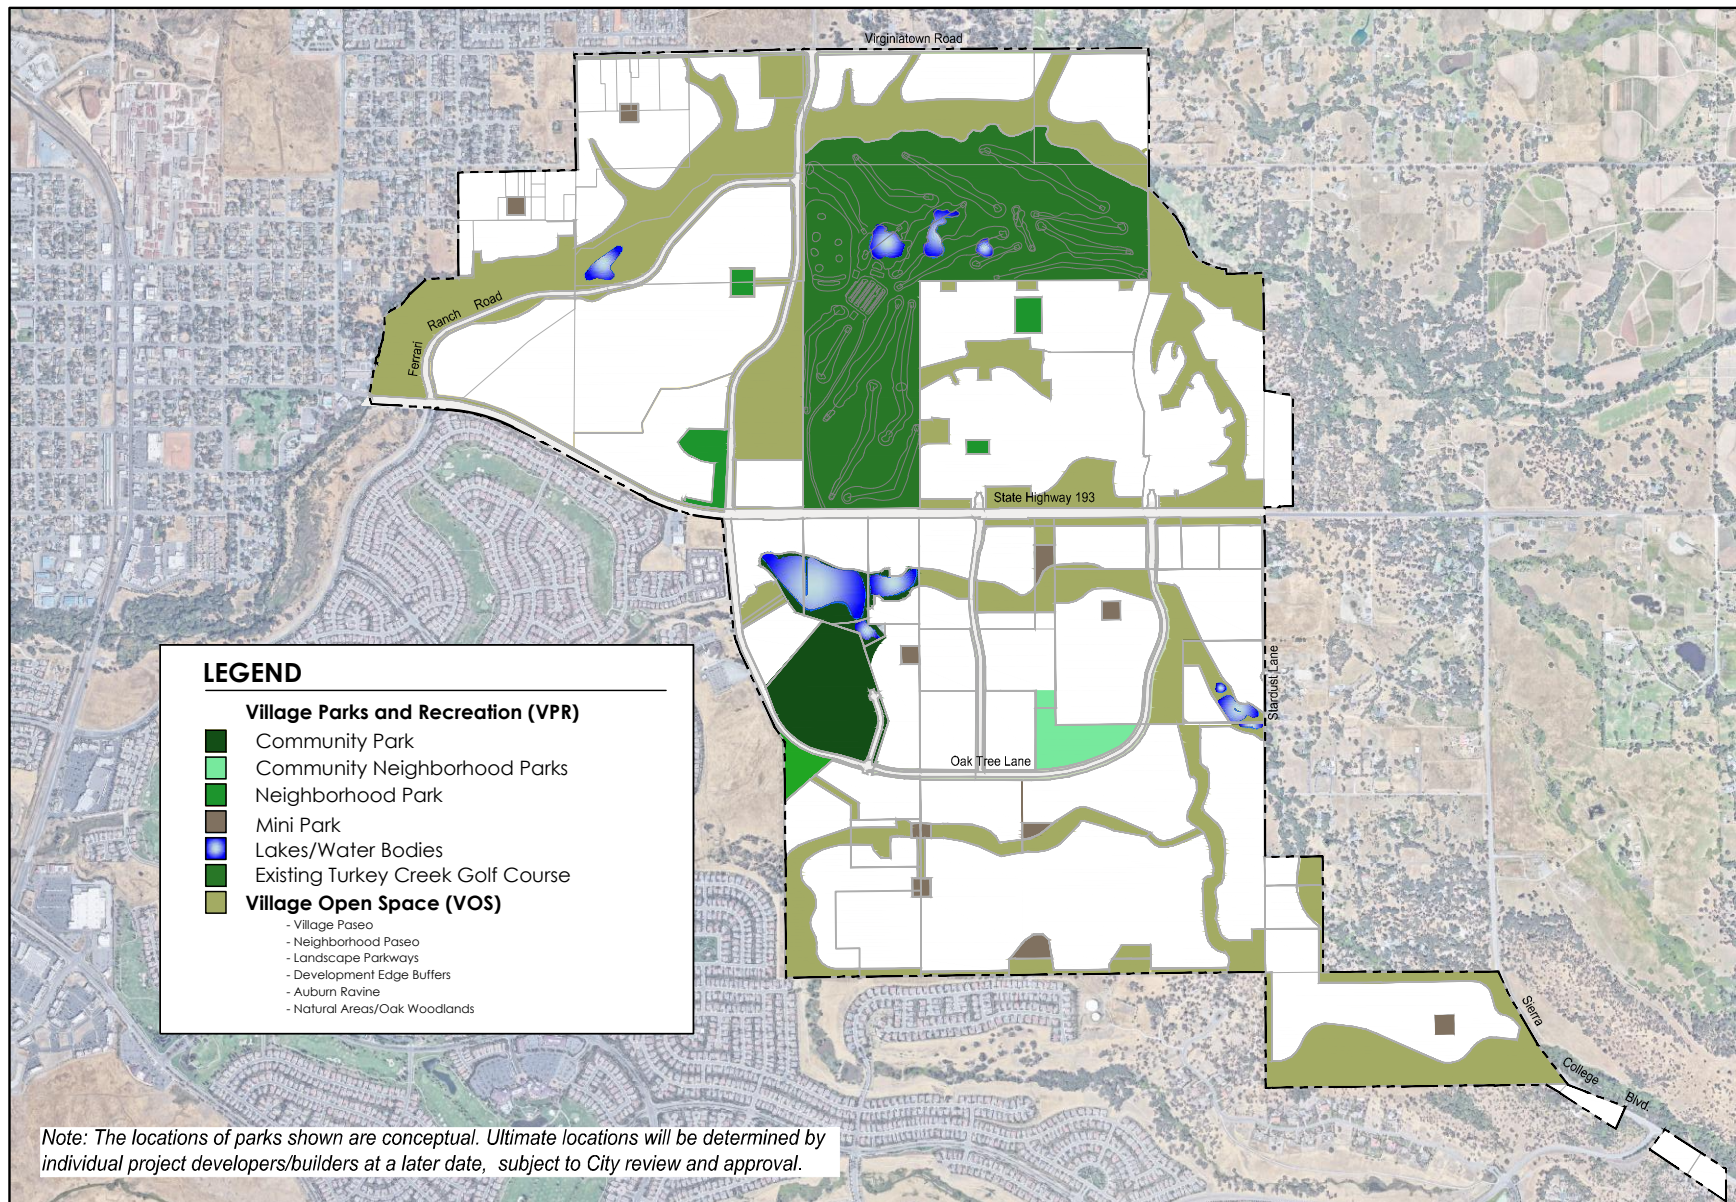 Virginiatown Road
Ferrari Ranch Road
State Highway 193
Stardust Lane
Oak Tree Lane
Sierra College Blvd.
LEGEND
Village Parks and Recreation (VPR)
Community Park
Community Neighborhood Parks
Neighborhood Park
Mini Park
Lakes/Water Bodies
Existing Turkey Creek Golf Course
Village Open Space (VOS)
- Village Paseo
- Neighborhood Paseo
- Landscape Parkways
- Development Edge Buffers
- Auburn Ravine
- Natural Areas/Oak Woodlands
Note: The locations of parks shown are conceptual. Ultimate locations will be determined by
individual project developers/builders at a later date, subject to City review and approval.